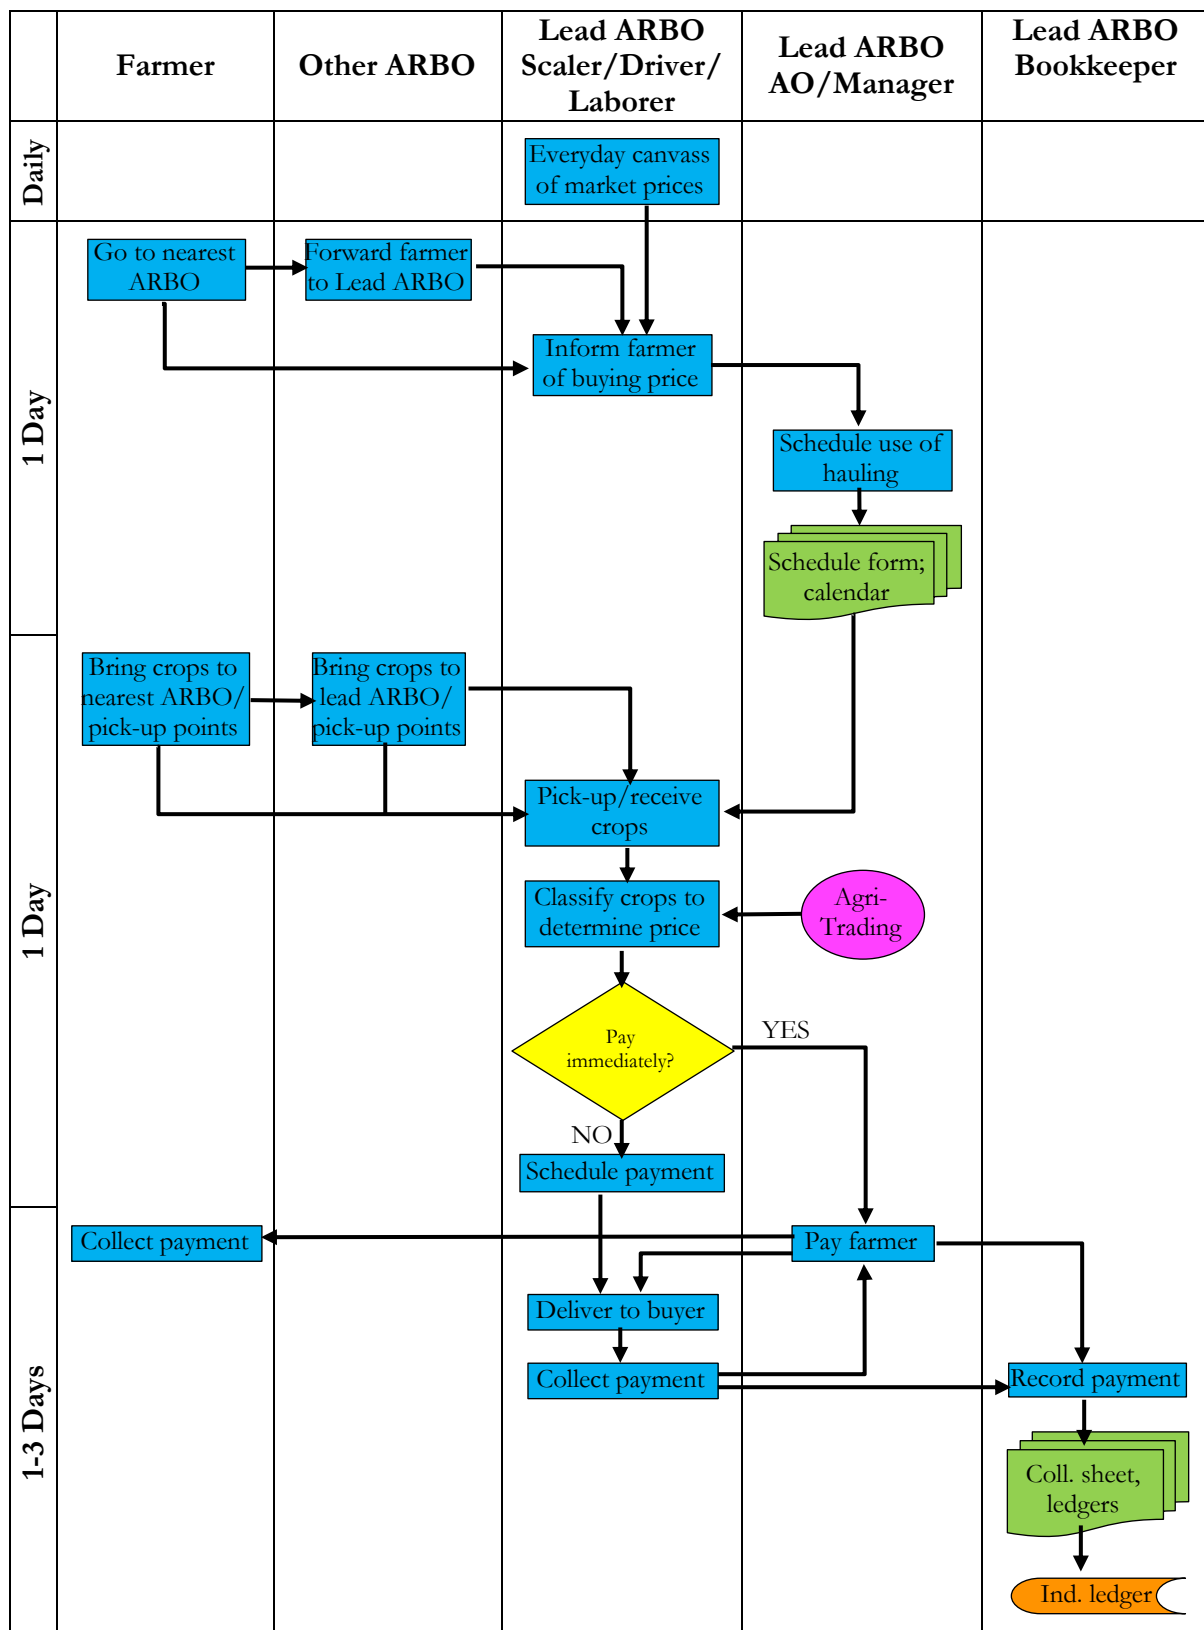 Farmer
Other ARBO
Lead ARBO
Scaler/Driver/
Laborer
Lead ARBO
AO/Manager
Lead ARBO
Bookkeeper
Daily
Everyday canvass
of market prices
1 Day
Go to nearest
ARBO
Forward farmer
to Lead ARBO
Inform farmer
of buying price
Schedule use of
hauling
Schedule form;
calendar
1 Day
Bring crops to
nearest ARBO/
pick-up points
Bring crops to
lead ARBO/
pick-up points
Pick-up/receive
crops
Classify crops to
determine price
Agri-
Trading
Pay
immediately?
YES
NO
Schedule payment
1-3 Days
Collect payment
Pay farmer
Deliver to buyer
Collect payment
Record payment
Coll. sheet,
ledgers
Ind. ledger